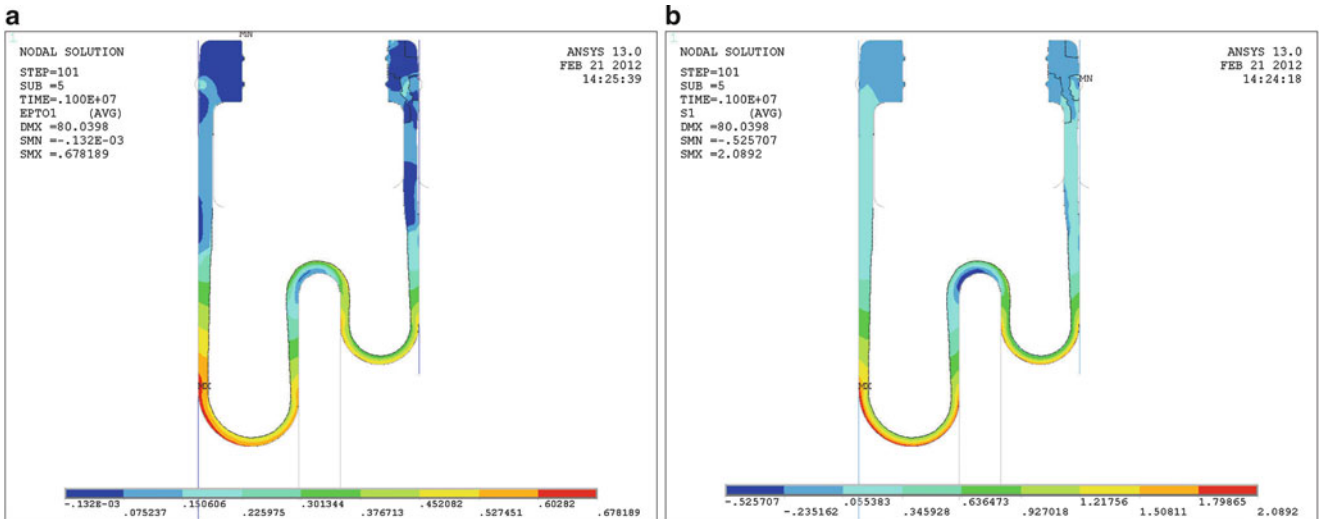 a
1
NODAL SOLUTION
STEP=101
SUB =5
TIME=.100E+07
EPTO1 (AVG)
DMX =80.0398
SMN =-.132E-03
SMX =.678189
MN
ANSYS 13.0
FEB 21 2012
14:25:39
MX
-.132E-03 .150606 .301344 .452082 .60282
.075237 .225975 .376713 .527451 .678189
b
1
NODAL SOLUTION
STEP=101
SUB =5
TIME=.100E+07
S1 (AVG)
DMX =80.0398
SMN =-.525707
SMX =2.0892
ANSYS 13.0
FEB 21 2012
14:24:18
MN
MX
-.525707 .055383 .636473 1.21756 1.79865
-.235162 .345928 .927018 1.50811 2.0892